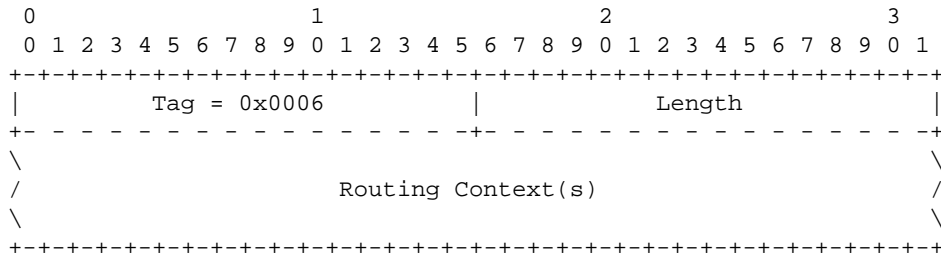 0                   1                   2                   3
 0 1 2 3 4 5 6 7 8 9 0 1 2 3 4 5 6 7 8 9 0 1 2 3 4 5 6 7 8 9 0 1
+-+-+-+-+-+-+-+-+-+-+-+-+-+-+-+-+-+-+-+-+-+-+-+-+-+-+-+-+-+-+-+-+
|         Tag = 0x0006          |            Length             |
+- - - - - - - - - - - - - - - -+- - - - - - - - - - - - - - - -+
\                                                               \
/                      Routing Context(s)                       /
\                                                               \
+-+-+-+-+-+-+-+-+-+-+-+-+-+-+-+-+-+-+-+-+-+-+-+-+-+-+-+-+-+-+-+-+